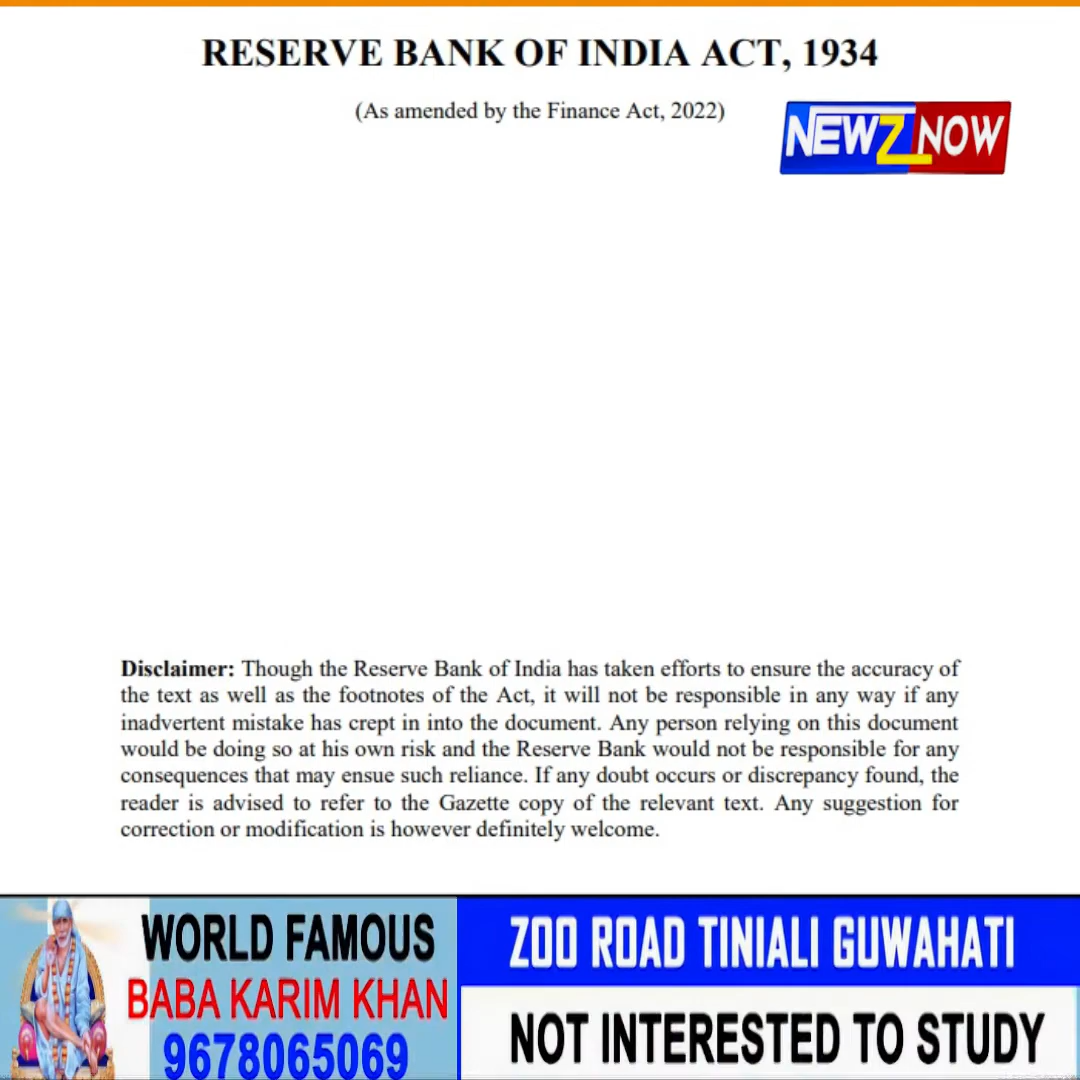 RESERVE BANK OF INDIA ACT, 1934
(As amended by the Finance Act, 2022)
NEWZ NOW
Disclaimer: Though the Reserve Bank of India has taken efforts to ensure the accuracy of
the text as well as the footnotes of the Act, it will not be responsible in any way if any
inadvertent mistake has crept in into the document. Any person relying on this document
would be doing so at his own risk and the Reserve Bank would not be responsible for any
consequences that may ensue such reliance. If any doubt occurs or discrepancy found, the
reader is advised to refer to the Gazette copy of the relevant text. Any suggestion for
correction or modification is however definitely welcome.
WORLD FAMOUS
BABA KARIM KHAN
9678065069
ZOO ROAD TINIALI GUWAHATI
NOT INTERESTED TO STUDY